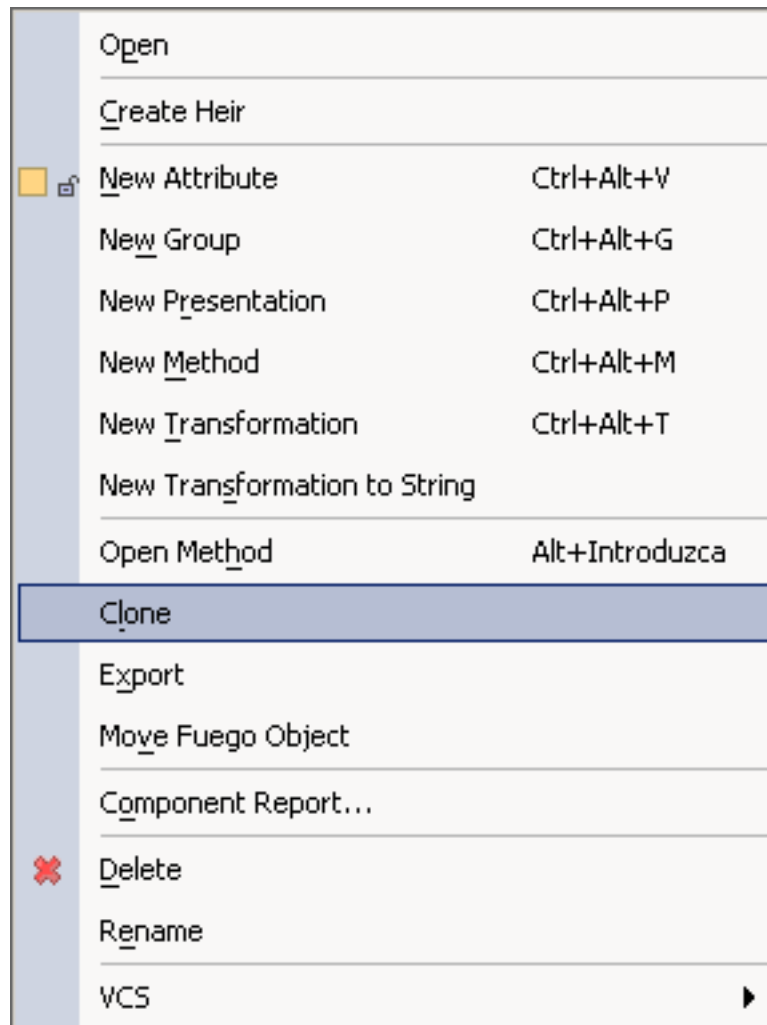 Open
Create Heir
New Attribute Ctrl+Alt+V
New Group Ctrl+Alt+G
New Presentation Ctrl+Alt+P
New Method Ctrl+Alt+M
New Transformation Ctrl+Alt+T
New Transformation to String
Open Method Alt+Introduzca
Clone
Export
Move Fuego Object
Component Report...
Delete
Rename
VCS